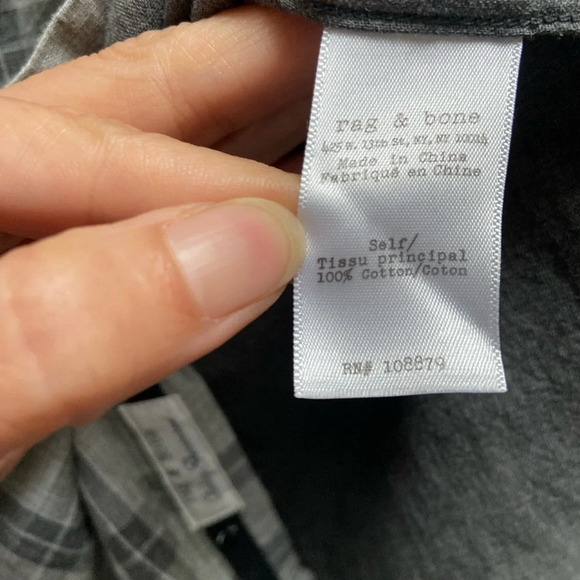 rag & bone
425 W. 13th St, NY, NY 10014
Made in China
Fabriqué en Chine
Self/
Tissu principal
100% Cotton/Coton
RN# 108879